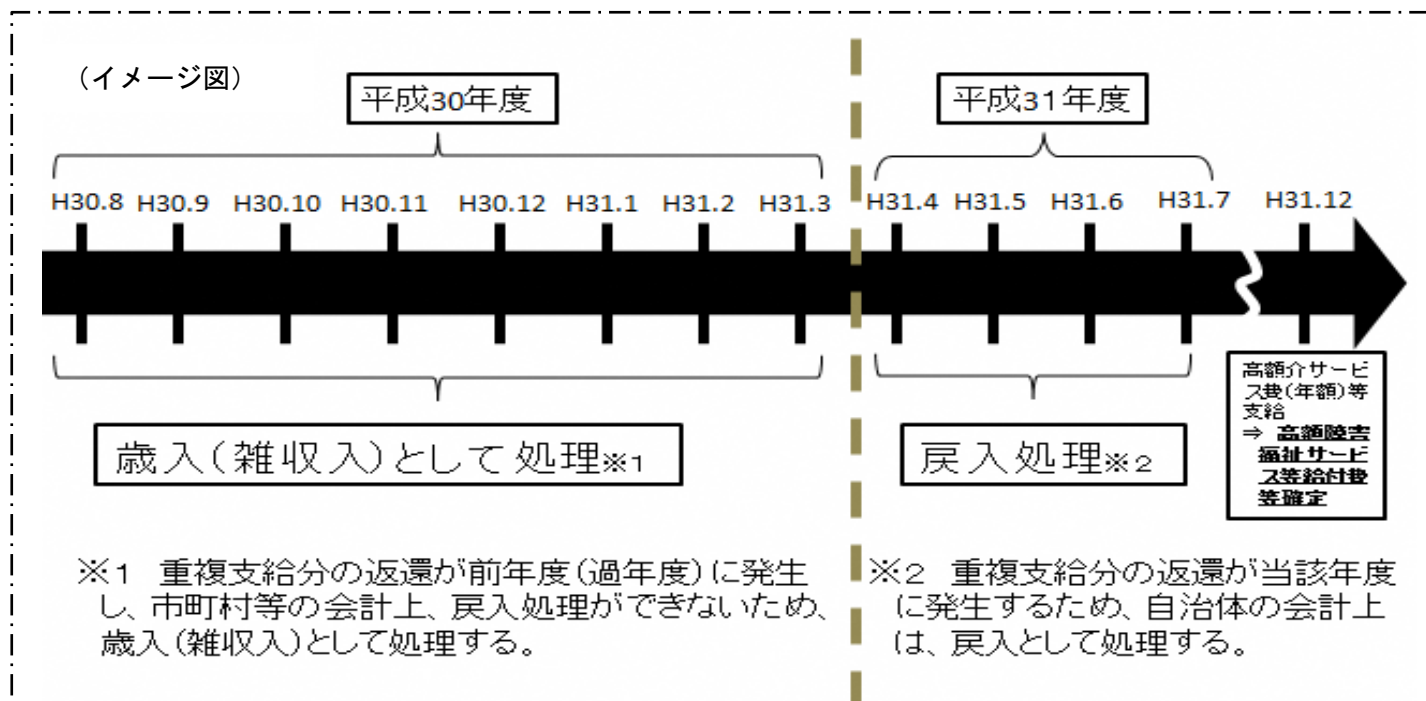 （イメージ図）
平成30年度
平成31年度
H30.8 H30.9 H30.10 H30.11 H30.12 H31.1 H31.2 H31.3 H31.4 H31.5 H31.6 H31.7 H31.12
歳入（雑収入）として処理※1
戻入処理※2
高額介サービ
ス費（年額）等
支給
⇒ 高額障害
福祉サービ
ス等給付費
等確定
※1　重複支給分の返還が前年度（過年度）に発生
し、市町村等の会計上、戻入処理ができないため、
歳入（雑収入）として処理する。
※2　重複支給分の返還が当該年度
に発生するため、自治体の会計上
は、戻入として処理する。